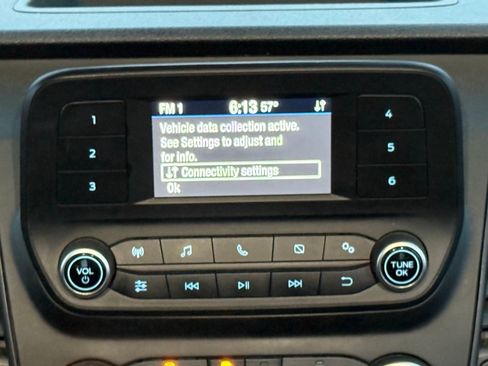 FM 1 6:13 57°
Vehicle data collection active.
See Settings to adjust and
for info.
Connectivity settings
Ok
1
2
3
4
5
6
VOL
TUNE
OK